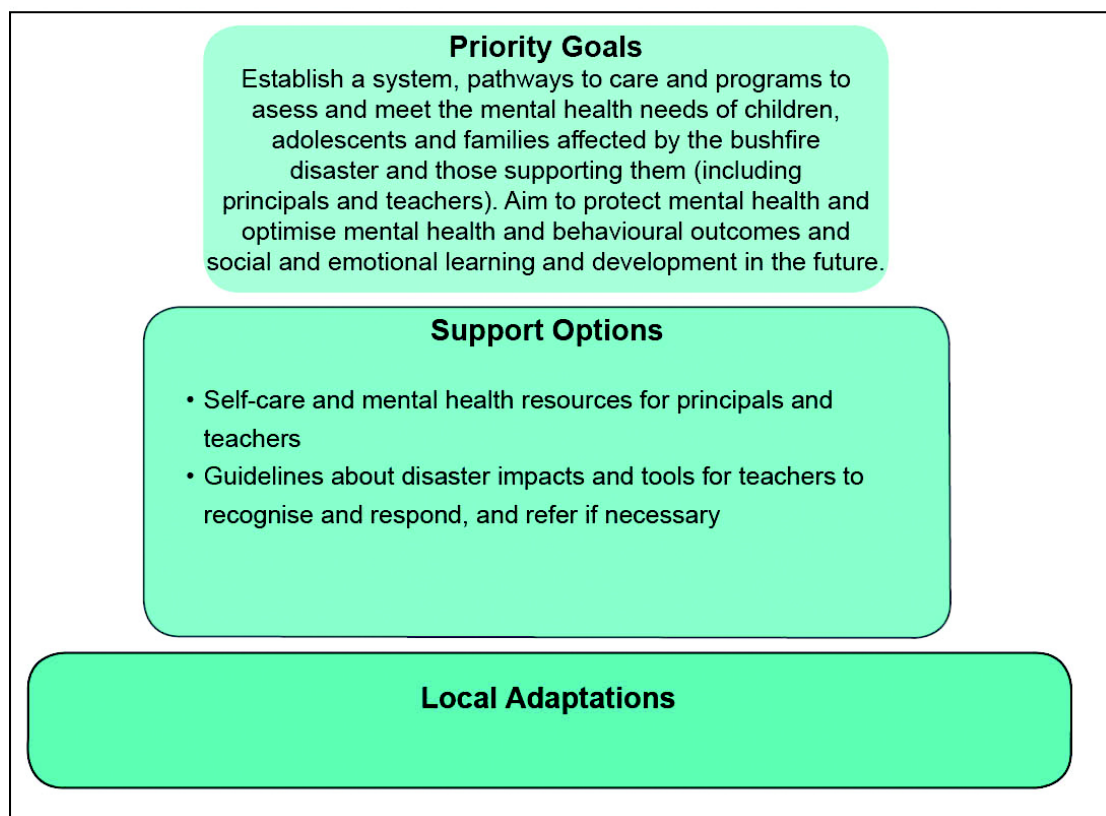 Priority Goals
Establish a system, pathways to care and programs to
asess and meet the mental health needs of children,
adolescents and families affected by the bushfire
disaster and those supporting them (including
principals and teachers). Aim to protect mental health and
optimise mental health and behavioural outcomes and
social and emotional learning and development in the future.
Support Options
• Self-care and mental health resources for principals and
teachers
• Guidelines about disaster impacts and tools for teachers to
recognise and respond, and refer if necessary
Local Adaptations